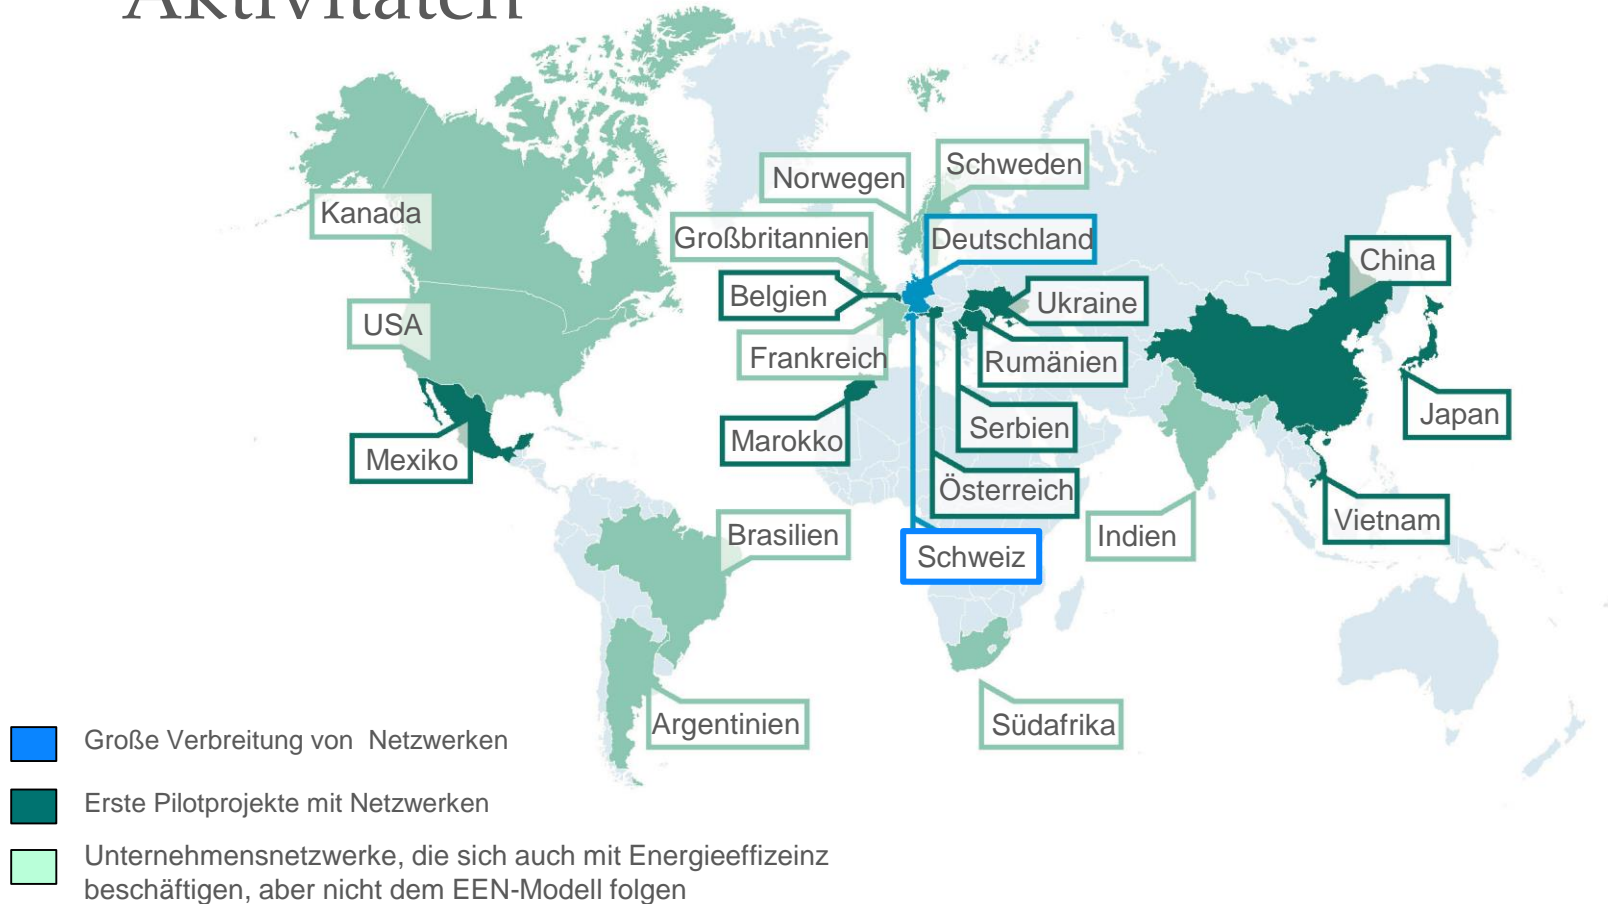 Aktivitäten
Schweden
Norwegen
Kanada
Großbritannien
Deutschland
China
Belgien
Ukraine
USA
Frankreich
Rumänien
Japan
Marokko
Serbien
Mexiko
Österreich
Vietnam
Brasilien
Indien
Schweiz
Argentinien
Südafrika
Große Verbreitung von  Netzwerken
Erste Pilotprojekte mit Netzwerken
Unternehmensnetzwerke, die sich auch mit Energieeffizeinz
beschäftigen, aber nicht dem EEN-Modell folgen